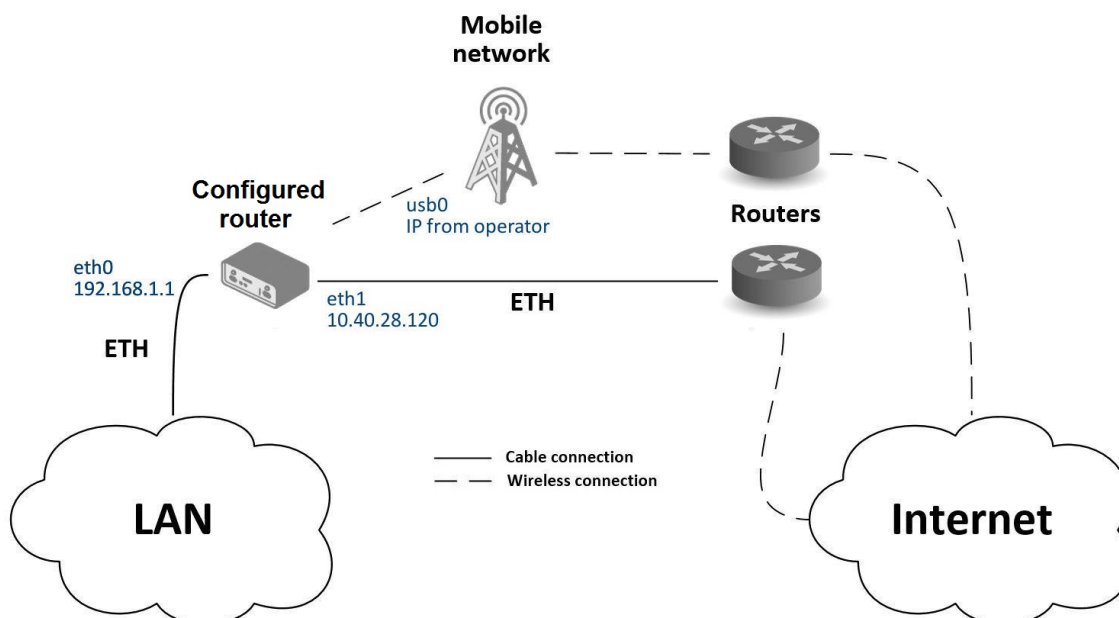 Mobile
network
Configured
router
usb0
IP from operator
Routers
eth0
192.168.1.1
eth1
10.40.28.120
ETH
ETH
Cable connection
Wireless connection
LAN
Internet